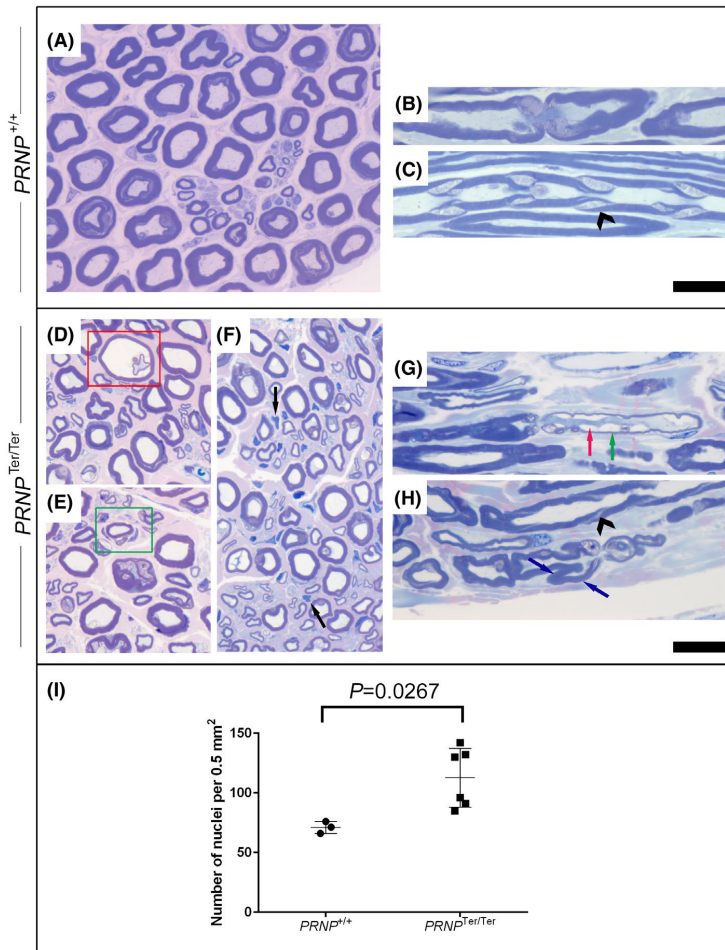 PRNP+/+
(A)
(B)
(C)
PRNPTer/Ter
(D)
(E)
(F)
(G)
(H)
(I)
P=0.0267
Number of nuclei per 0.5 mm2
150
100
50
0
PRNP+/+
PRNPTer/Ter